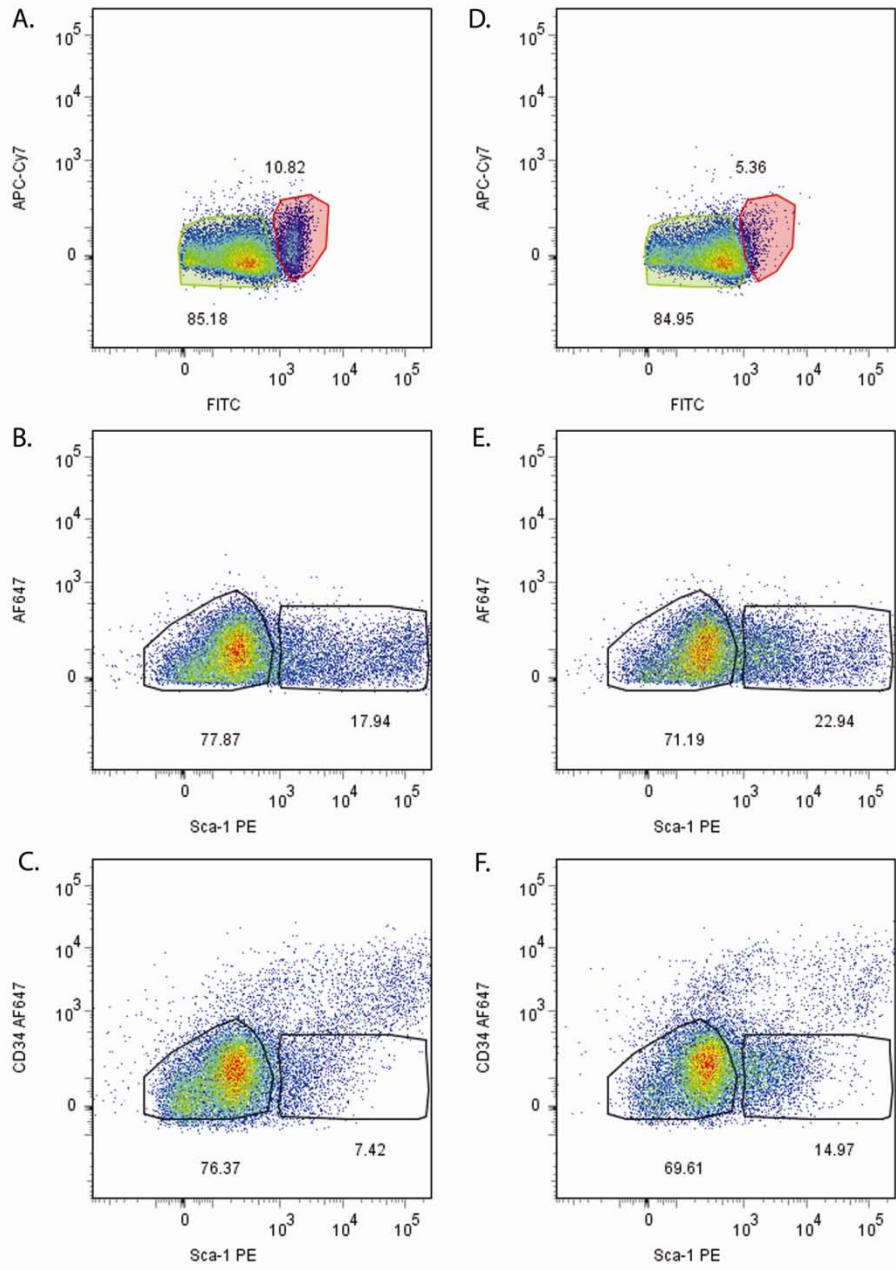 A.
10^5
10^4
10^3
0
APC-Cy7
10.82
85.18
0 10^3 10^4 10^5
FITC
D.
10^5
10^4
10^3
0
APC-Cy7
5.36
84.95
0 10^3 10^4 10^5
FITC
B.
10^5
10^4
10^3
0
AF647
17.94
77.87
0 10^3 10^4 10^5
Sca-1 PE
E.
10^5
10^4
10^3
0
AF647
22.94
71.19
0 10^3 10^4 10^5
Sca-1 PE
C.
10^5
10^4
10^3
0
CD34 AF647
7.42
76.37
0 10^3 10^4 10^5
Sca-1 PE
F.
10^5
10^4
10^3
0
CD34 AF647
14.97
69.61
0 10^3 10^4 10^5
Sca-1 PE